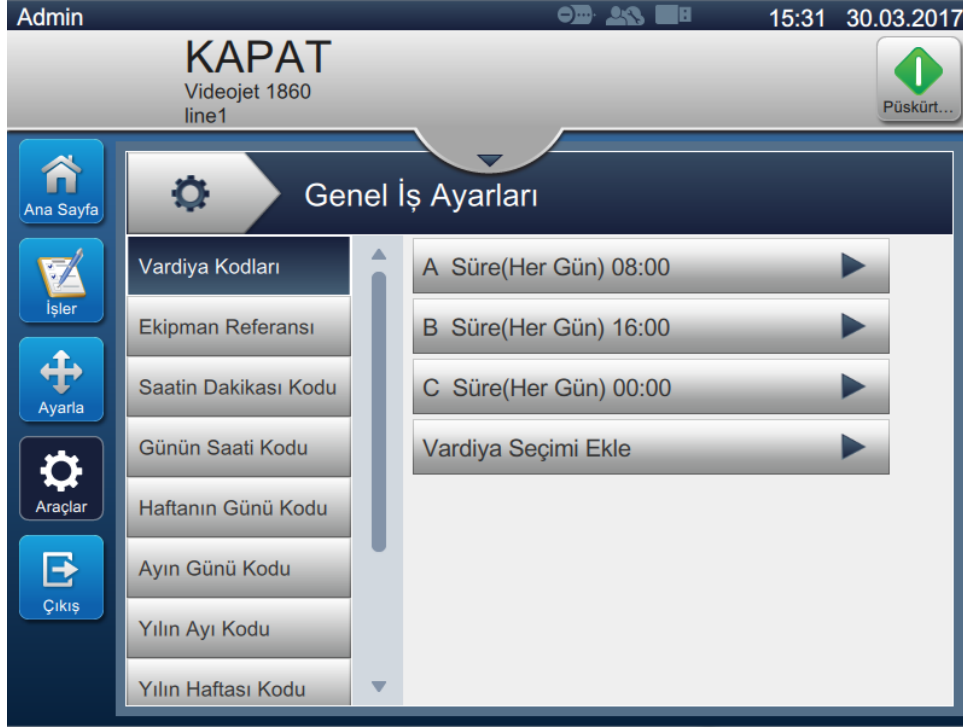 Admin
15:31 30.03.2017
KAPAT
Videojet 1860
line1
Püskürt...
Ana Sayfa
İşler
Ayarla
Araçlar
Çıkış
Genel İş Ayarları
Vardiya Kodları
Ekipman Referansı
Saatin Dakikası Kodu
Günün Saati Kodu
Haftanın Günü Kodu
Ayın Günü Kodu
Yılın Ayı Kodu
Yılın Haftası Kodu
A Süre(Her Gün) 08:00
B Süre(Her Gün) 16:00
C Süre(Her Gün) 00:00
Vardiya Seçimi Ekle